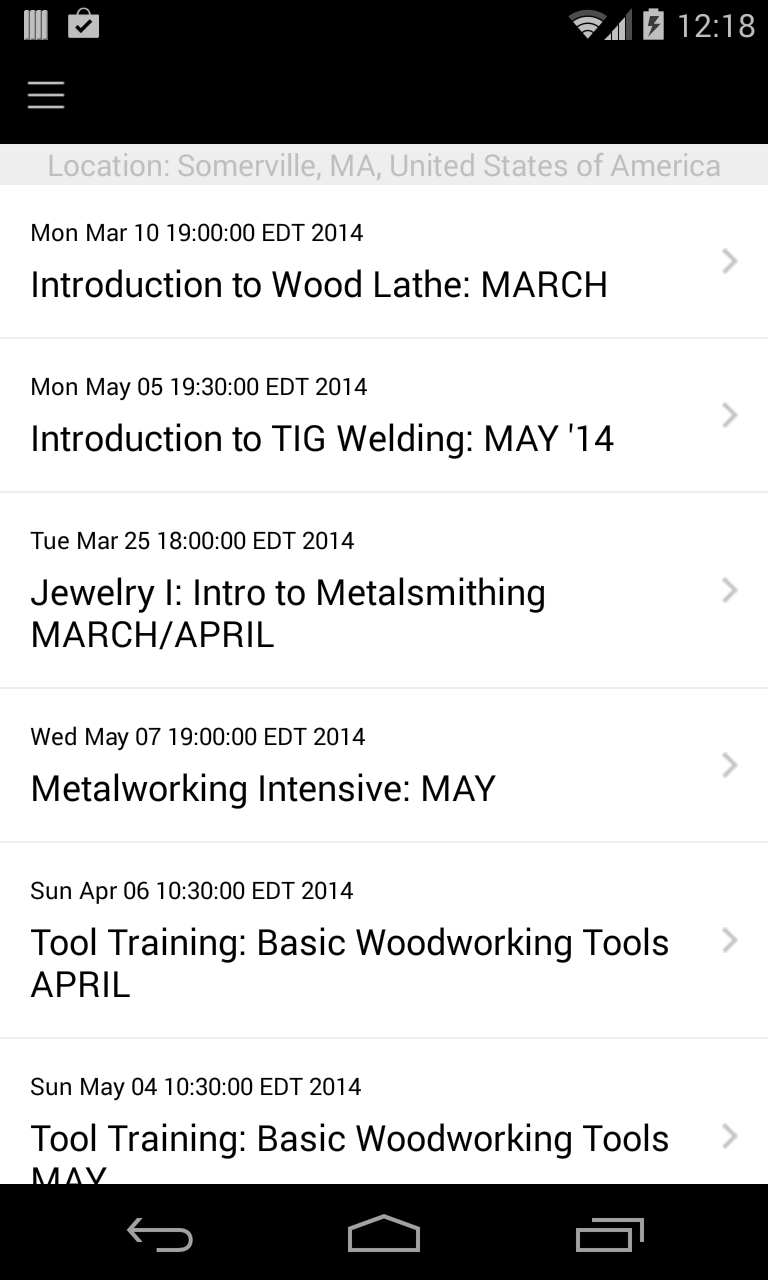 12:18
Location: Somerville, MA, United States of America
Mon Mar 10 19:00:00 EDT 2014
Introduction to Wood Lathe: MARCH
Mon May 05 19:30:00 EDT 2014
Introduction to TIG Welding: MAY '14
Tue Mar 25 18:00:00 EDT 2014
Jewelry I: Intro to Metalsmithing
MARCH/APRIL
Wed May 07 19:00:00 EDT 2014
Metalworking Intensive: MAY
Sun Apr 06 10:30:00 EDT 2014
Tool Training: Basic Woodworking Tools
APRIL
Sun May 04 10:30:00 EDT 2014
Tool Training: Basic Woodworking Tools
MAY